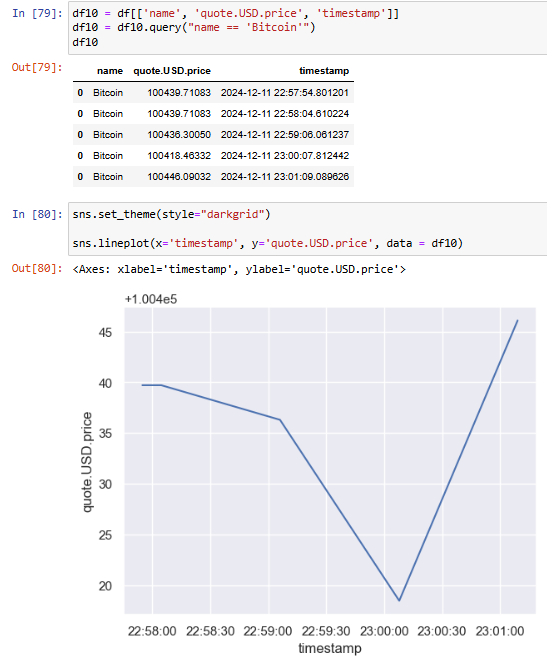 In [79]: df10 = df[['name', 'quote.USD.price', 'timestamp']]
df10 = df10.query("name == 'Bitcoin'")
df10
Out[79]:
name quote.USD.price timestamp
0 Bitcoin 100439.71083 2024-12-11 22:57:54.801201
0 Bitcoin 100439.71083 2024-12-11 22:58:04.610224
0 Bitcoin 100436.30050 2024-12-11 22:59:06.061237
0 Bitcoin 100418.46332 2024-12-11 23:00:07.812442
0 Bitcoin 100446.09032 2024-12-11 23:01:09.089626
In [80]: sns.set_theme(style="darkgrid")
sns.lineplot(x='timestamp', y='quote.USD.price', data = df10)
Out[80]: <Axes: xlabel='timestamp', ylabel='quote.USD.price'>
+1.004e5
45
40
35
30
25
20
quote.USD.price
22:58:00 22:58:30 22:59:00 22:59:30 23:00:00 23:00:30 23:01:00
timestamp